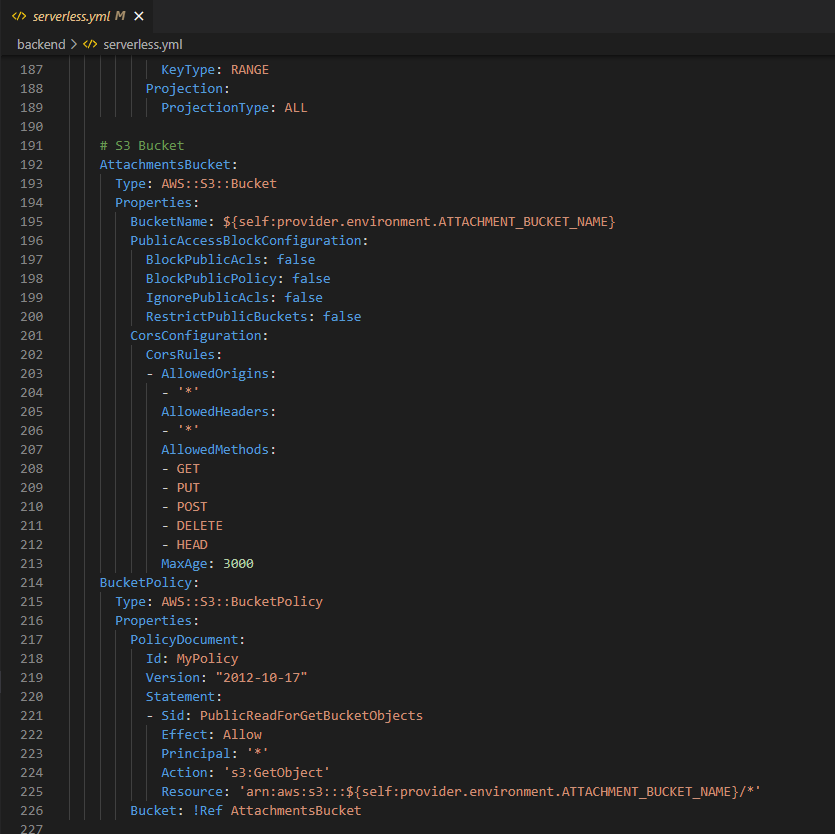 </> serverless.yml M ×
backend > </> serverless.yml
187 KeyType: RANGE
188 Projection:
189 ProjectionType: ALL
190
191 # S3 Bucket
192 AttachmentsBucket:
193 Type: AWS::S3::Bucket
194 Properties:
195 BucketName: ${self:provider.environment.ATTACHMENT_BUCKET_NAME}
196 PublicAccessBlockConfiguration:
197 BlockPublicAcls: false
198 BlockPublicPolicy: false
199 IgnorePublicAcls: false
200 RestrictPublicBuckets: false
201 CorsConfiguration:
202 CorsRules:
203 - AllowedOrigins:
204 - '*'
205 AllowedHeaders:
206 - '*'
207 AllowedMethods:
208 - GET
209 - PUT
210 - POST
211 - DELETE
212 - HEAD
213 MaxAge: 3000
214 BucketPolicy:
215 Type: AWS::S3::BucketPolicy
216 Properties:
217 PolicyDocument:
218 Id: MyPolicy
219 Version: "2012-10-17"
220 Statement:
221 - Sid: PublicReadForGetBucketObjects
222 Effect: Allow
223 Principal: '*'
224 Action: 's3:GetObject'
225 Resource: 'arn:aws:s3:::${self:provider.environment.ATTACHMENT_BUCKET_NAME}/*'
226 Bucket: !Ref AttachmentsBucket
227